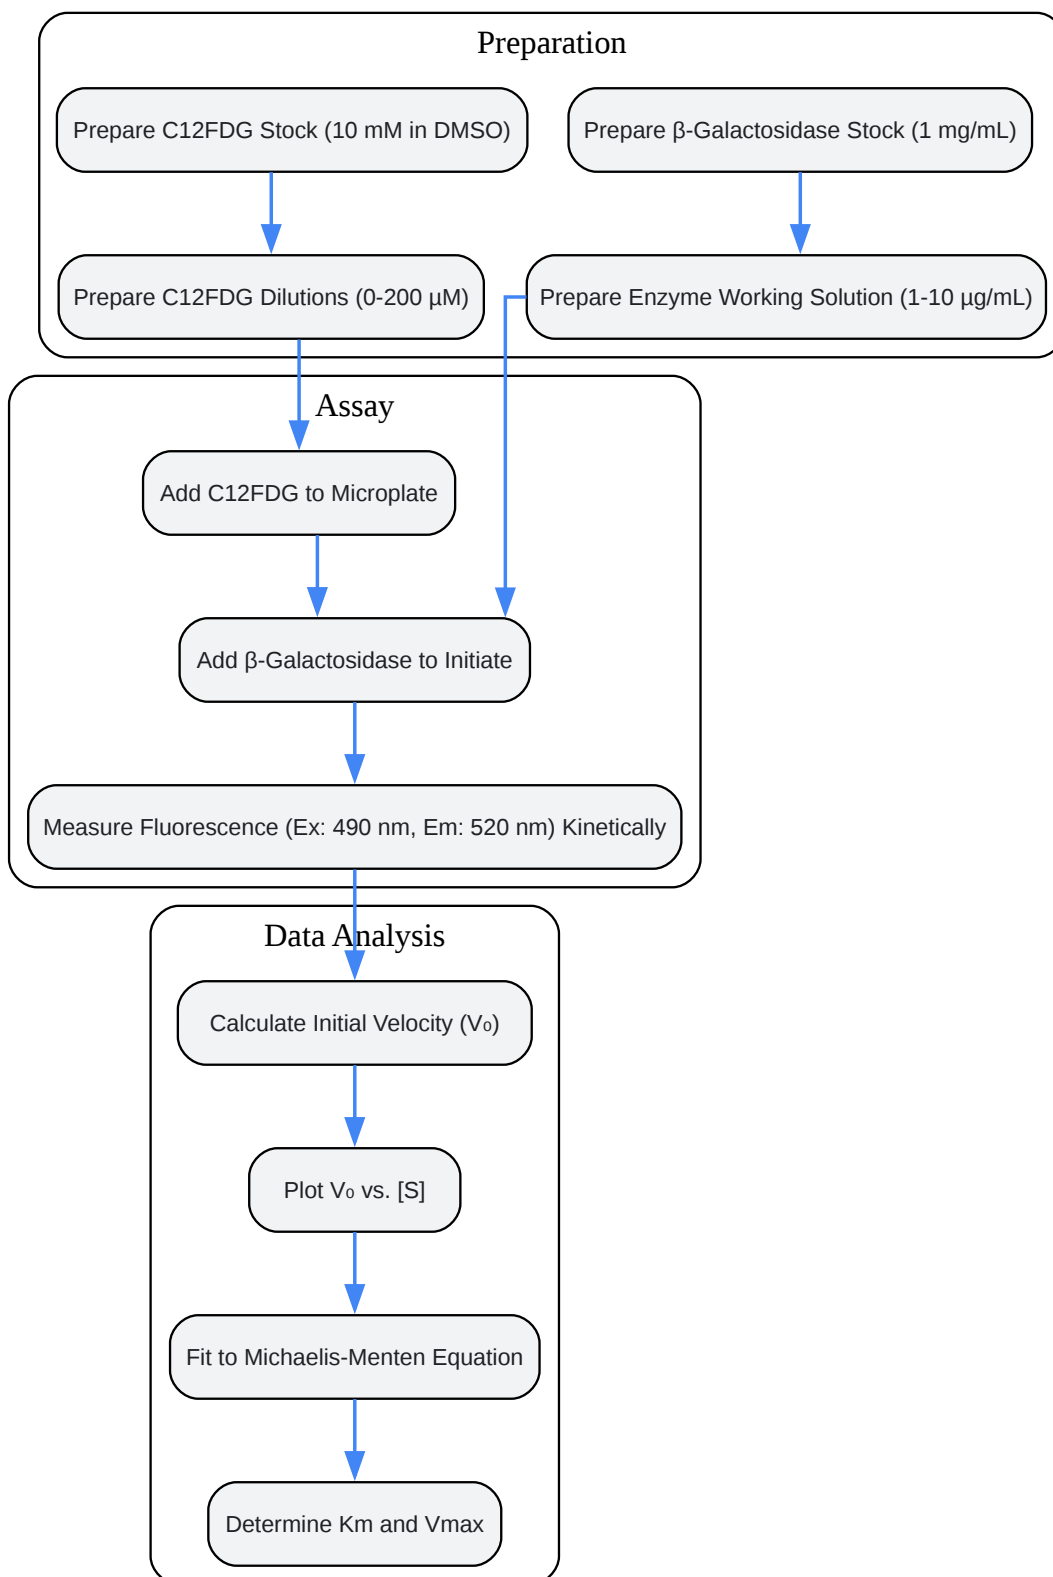 Preparation
Prepare C12FDG Stock (10 mM in DMSO)
Prepare β-Galactosidase Stock (1 mg/mL)
Prepare C12FDG Dilutions (0-200 µM)
Prepare Enzyme Working Solution (1-10 µg/mL)
Assay
Add C12FDG to Microplate
Add β-Galactosidase to Initiate
Measure Fluorescence (Ex: 490 nm, Em: 520 nm) Kinetically
Data Analysis
Calculate Initial Velocity (V₀)
Plot V₀ vs. [S]
Fit to Michaelis-Menten Equation
Determine Km and Vmax